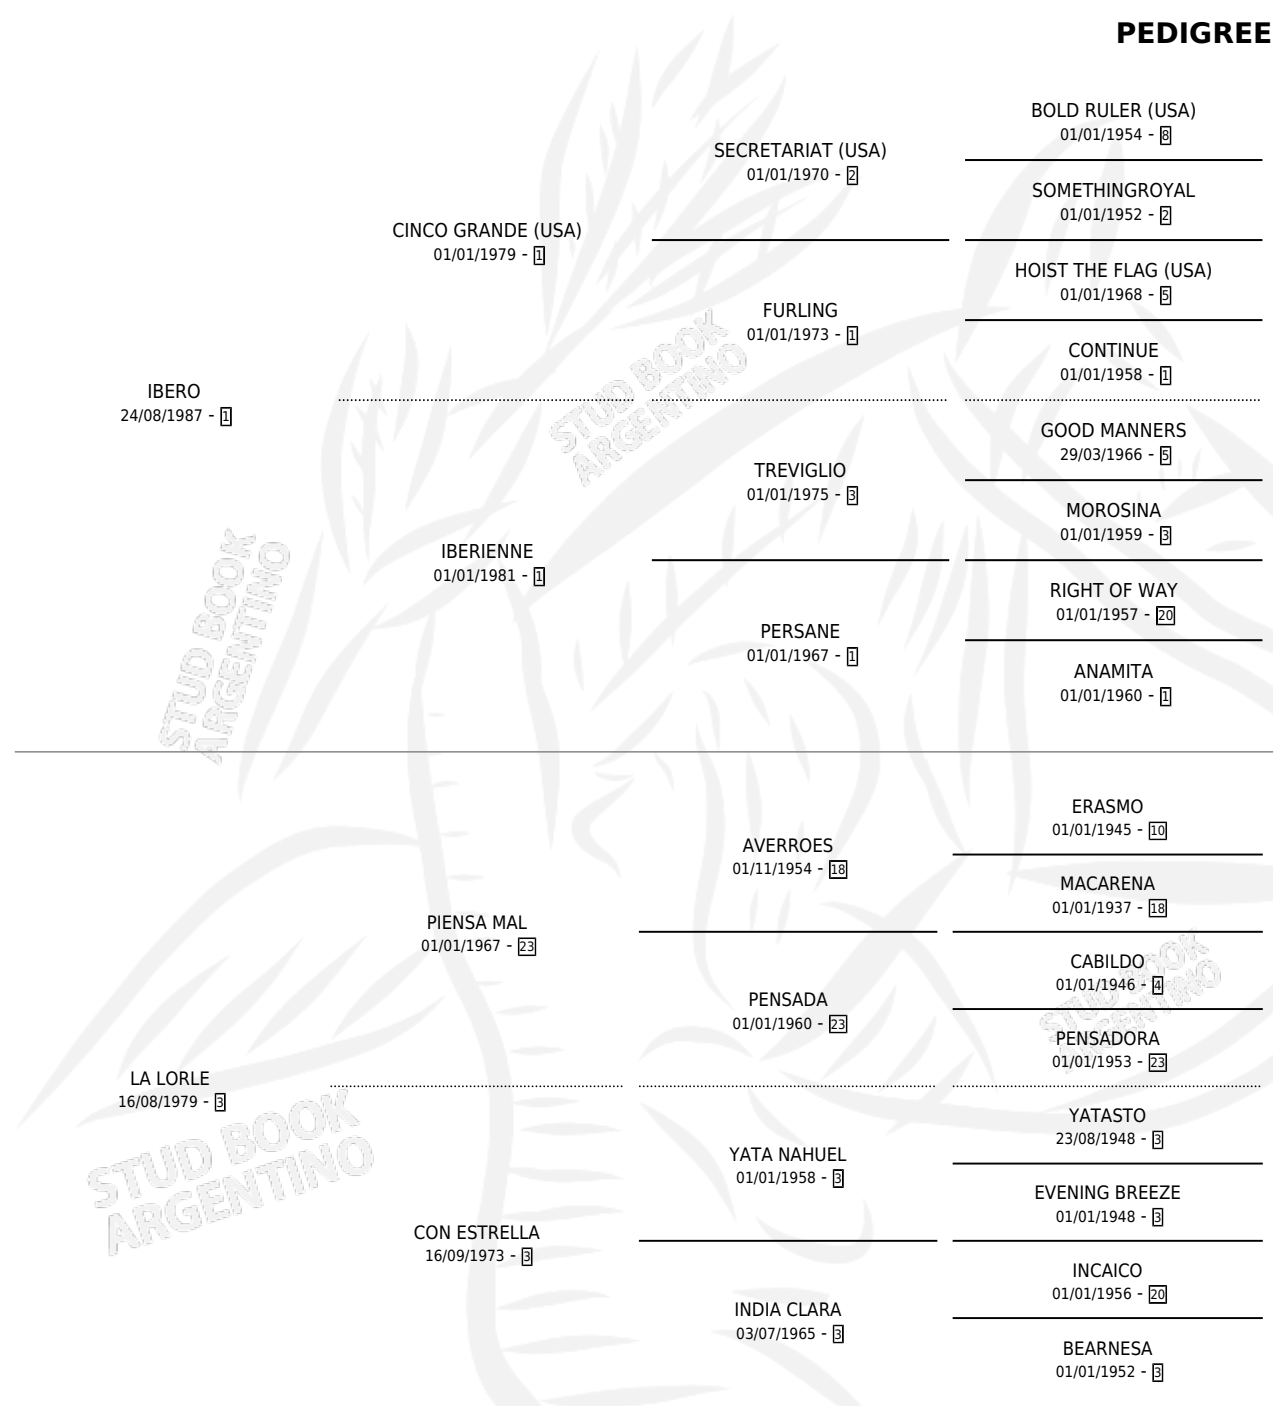 PEDIGREE
BOLD RULER (USA)
01/01/1954 - 8
SECRETARIAT (USA)
01/01/1970 - 2
SOMETHINGROYAL
01/01/1952 - 2
CINCO GRANDE (USA)
01/01/1979 - 1
HOIST THE FLAG (USA)
01/01/1968 - 5
FURLING
01/01/1973 - 1
CONTINUE
01/01/1958 - 1
IBERO
24/08/1987 - 1
GOOD MANNERS
29/03/1966 - 5
TREVIGLIO
01/01/1975 - 3
MOROSINA
01/01/1959 - 3
IBERIENNE
01/01/1981 - 1
RIGHT OF WAY
01/01/1957 - 20
PERSANE
01/01/1967 - 1
ANAMITA
01/01/1960 - 1
ERASMO
01/01/1945 - 10
AVERROES
01/11/1954 - 18
MACARENA
01/01/1937 - 18
PIENSA MAL
01/01/1967 - 23
CABILDO
01/01/1946 - 4
PENSADA
01/01/1960 - 23
PENSADORA
01/01/1953 - 23
LA LORLE
16/08/1979 - 3
YATASTO
23/08/1948 - 3
YATA NAHUEL
01/01/1958 - 3
EVENING BREEZE
01/01/1948 - 3
CON ESTRELLA
16/09/1973 - 3
INCAICO
01/01/1956 - 20
INDIA CLARA
03/07/1965 - 3
BEARNESA
01/01/1952 - 3
STUD BOOK
ARGENTINO
STUD BOOK
ARGENTINO
STUD BOOK
ARGENTINO
STUD BOOK
ARGENTINO